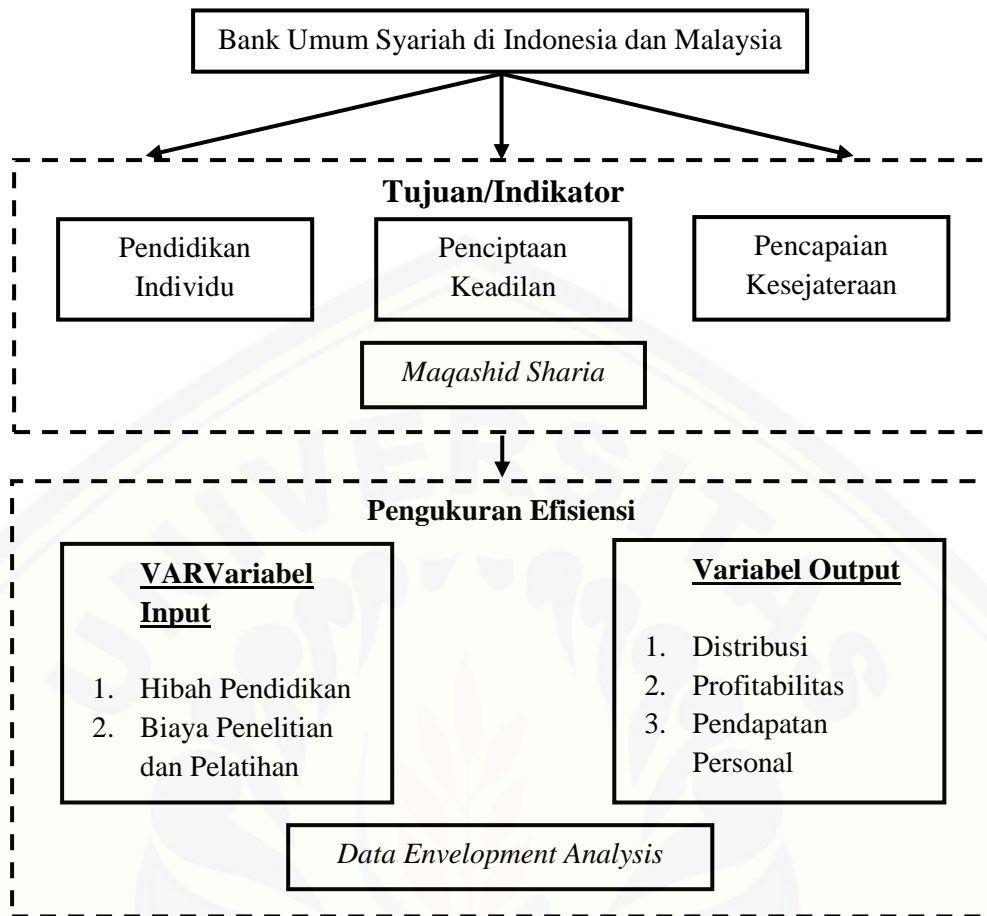 Bank Umum Syariah di Indonesia dan Malaysia
Tujuan/Indikator
Pendidikan
Individu
Penciptaan
Keadilan
Pencapaian
Kesejateraan
Maqashid Sharia
Pengukuran Efisiensi
VARVariabel
Input
1. Hibah Pendidikan
2. Biaya Penelitian
dan Pelatihan
Variabel Output
1. Distribusi
2. Profitabilitas
3. Pendapatan
Personal
Data Envelopment Analysis
UNIVERSITAS